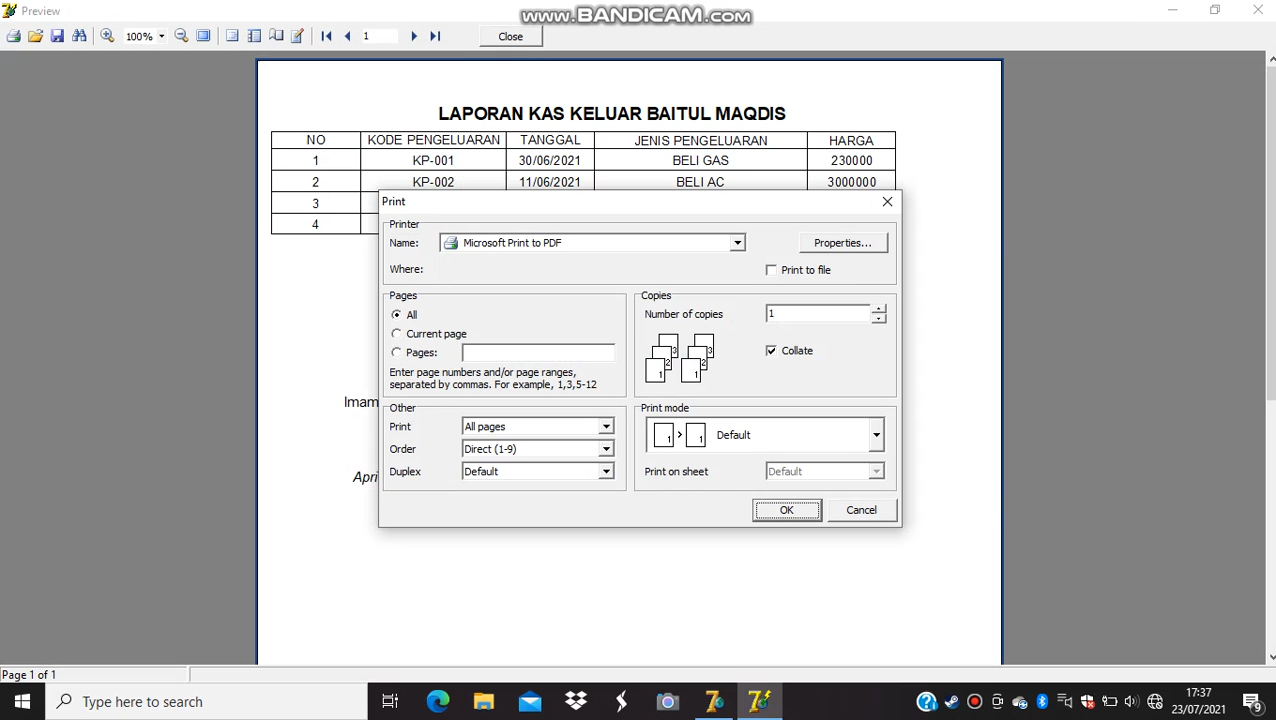 Preview
www.BANDICAM.com
100%
1
Close
LAPORAN KAS KELUAR BAITUL MAQDIS
NO KODE PENGELUARAN TANGGAL JENIS PENGELUARAN HARGA
1 KP-001 30/06/2021 BELI GAS 230000
2 KP-002 11/06/2021 BELI AC 3000000
3
4
Imam
Apri
Print
Printer
Name: Microsoft Print to PDF Properties...
Where: Print to file
Pages
All
Current page
Pages:
Enter page numbers and/or page ranges,
separated by commas. For example, 1,3,5-12
Copies
Number of copies 1
Collate
Other
Print All pages
Order Direct (1-9)
Duplex Default
Print mode
Default
Print on sheet Default
OK Cancel
Page 1 of 1
Type here to search
17:37
23/07/2021
9